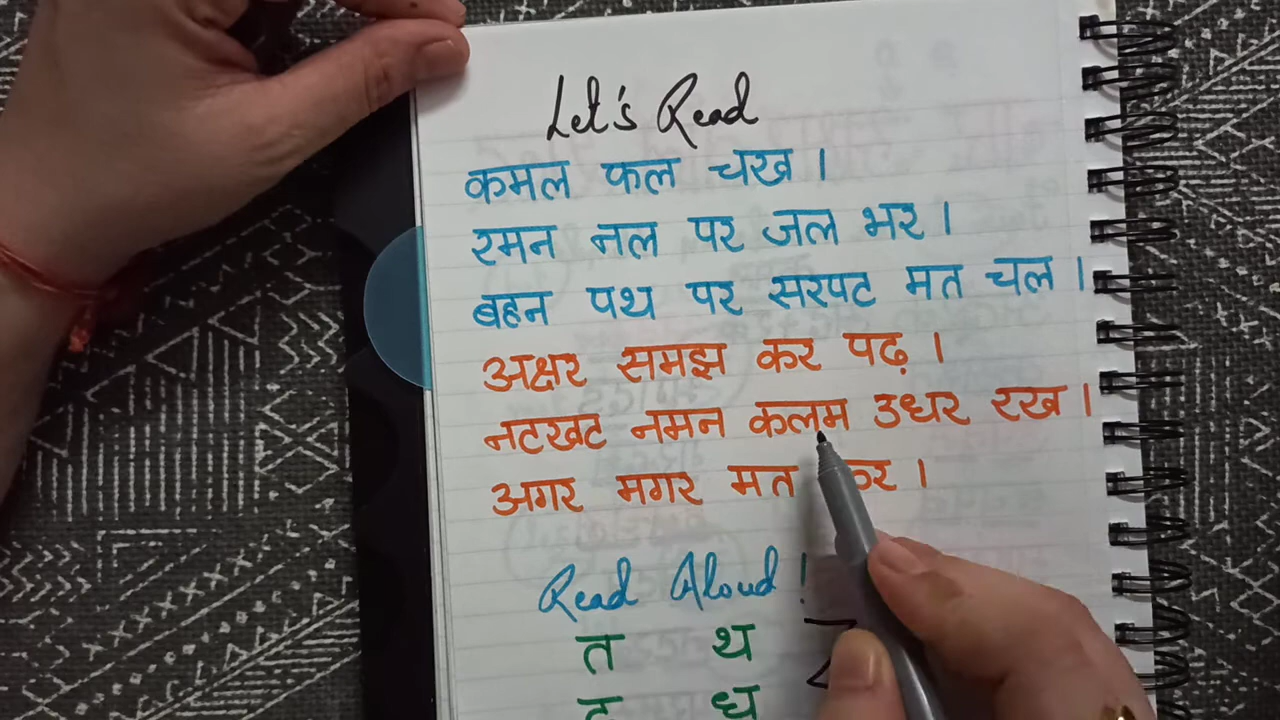 Let's Read
कमल फल चख ।
रमन नल पर जल भर ।
बहन पथ पर सरपट मत चल ।
अक्षर समझ कर पढ़ ।
नटखट नमन कलम उधर रख ।
अगर मगर मत कर ।
Read Aloud !
त थ
द ध